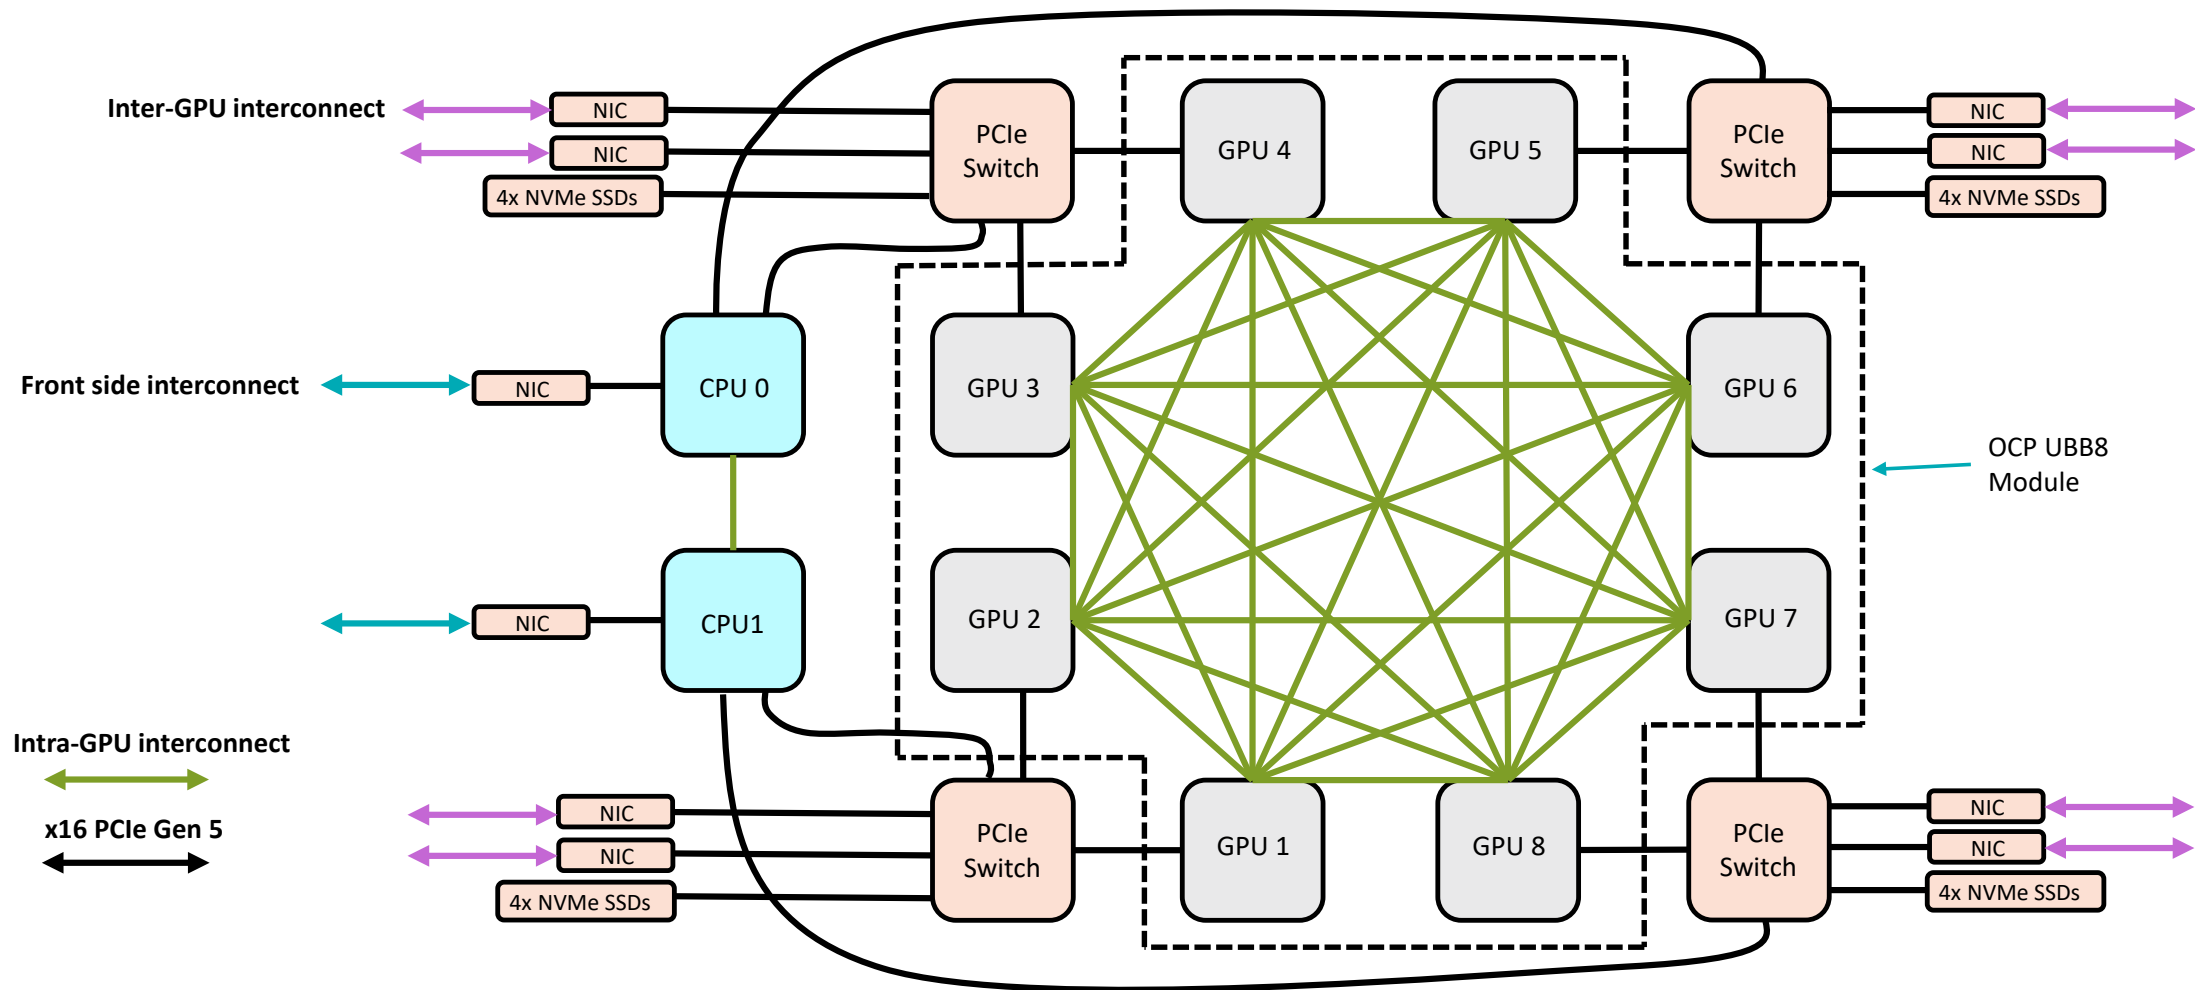 Inter-GPU interconnect
NIC
NIC
4x NVMe SSDs
PCIe
Switch
GPU 4
GPU 5
PCIe
Switch
NIC
NIC
4x NVMe SSDs
Front side interconnect
NIC
CPU 0
GPU 3
GPU 6
OCP UBB8
Module
NIC
CPU1
GPU 2
GPU 7
Intra-GPU interconnect
x16 PCIe Gen 5
NIC
NIC
4x NVMe SSDs
PCIe
Switch
GPU 1
GPU 8
PCIe
Switch
NIC
NIC
4x NVMe SSDs